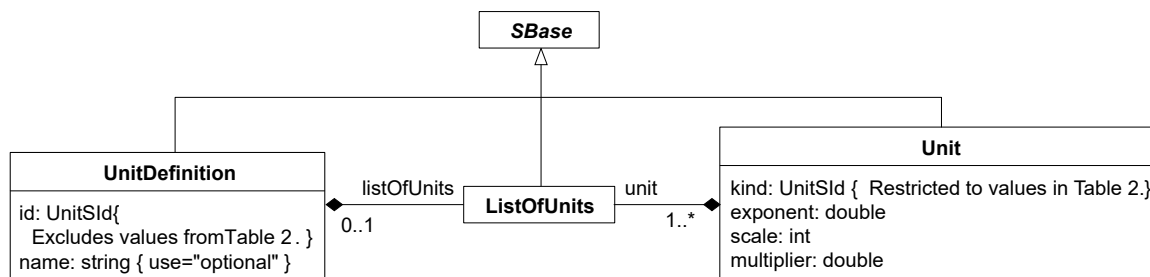 SBase
UnitDefinition
id: UnitSId{
Excludes values fromTable 2 . }
name: string { use="optional" }
listOfUnits
0..1
ListOfUnits
unit
1..*
Unit
kind: UnitSId {  Restricted to values in Table 2.}
exponent: double
scale: int
multiplier: double